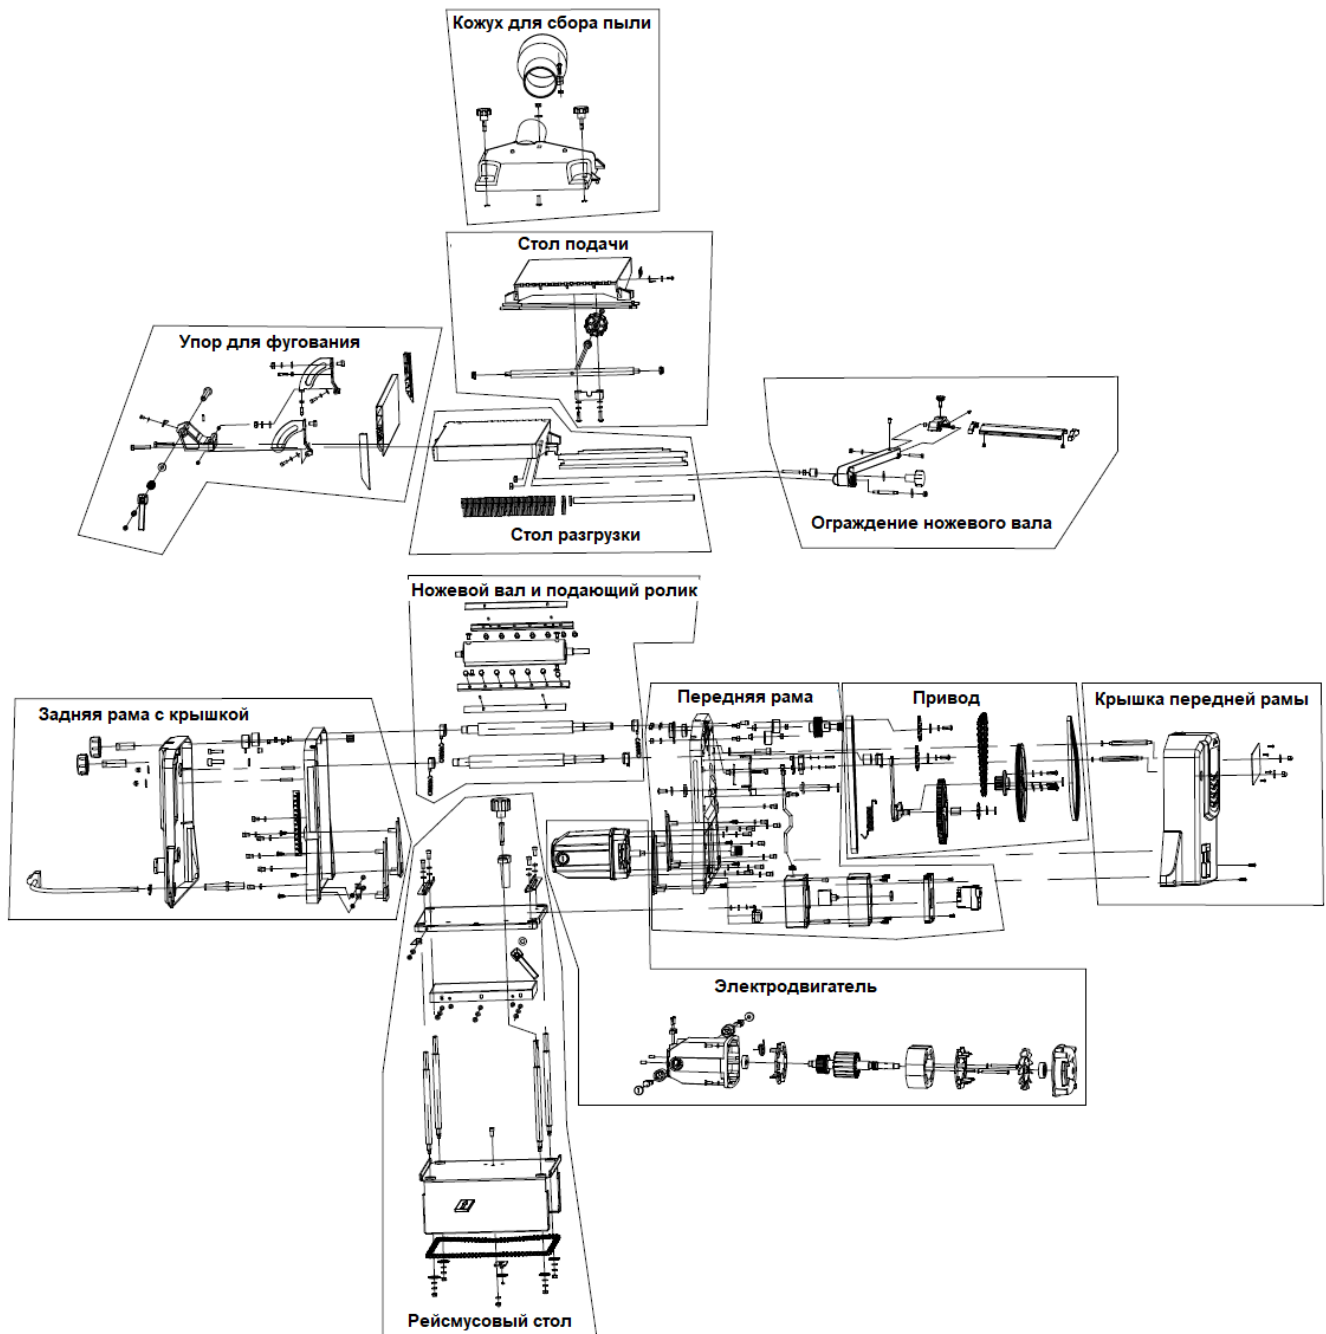 Кожух для сбора пыли
Стол подачи
Упор для фугования
Ограждение ножевого вала
Стол разгрузки
Ножевой вал и подающий ролик
Задняя рама с крышкой
Передняя рама
Привод
Крышка передней рамы
Электродвигатель
Рейсмусовый стол